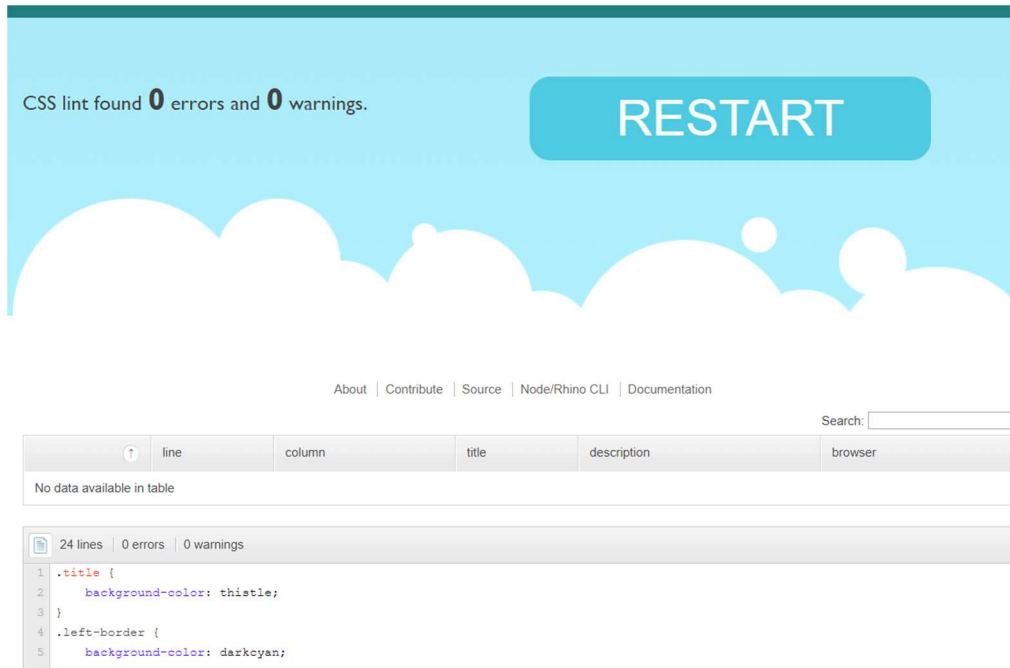 CSS lint found 0 errors and 0 warnings.
RESTART
About | Contribute | Source | Node/Rhino CLI | Documentation
Search:
↑ line column title description browser
No data available in table
24 lines | 0 errors | 0 warnings
1 .title {
2     background-color: thistle;
3 }
4 .left-border {
5     background-color: darkcyan;